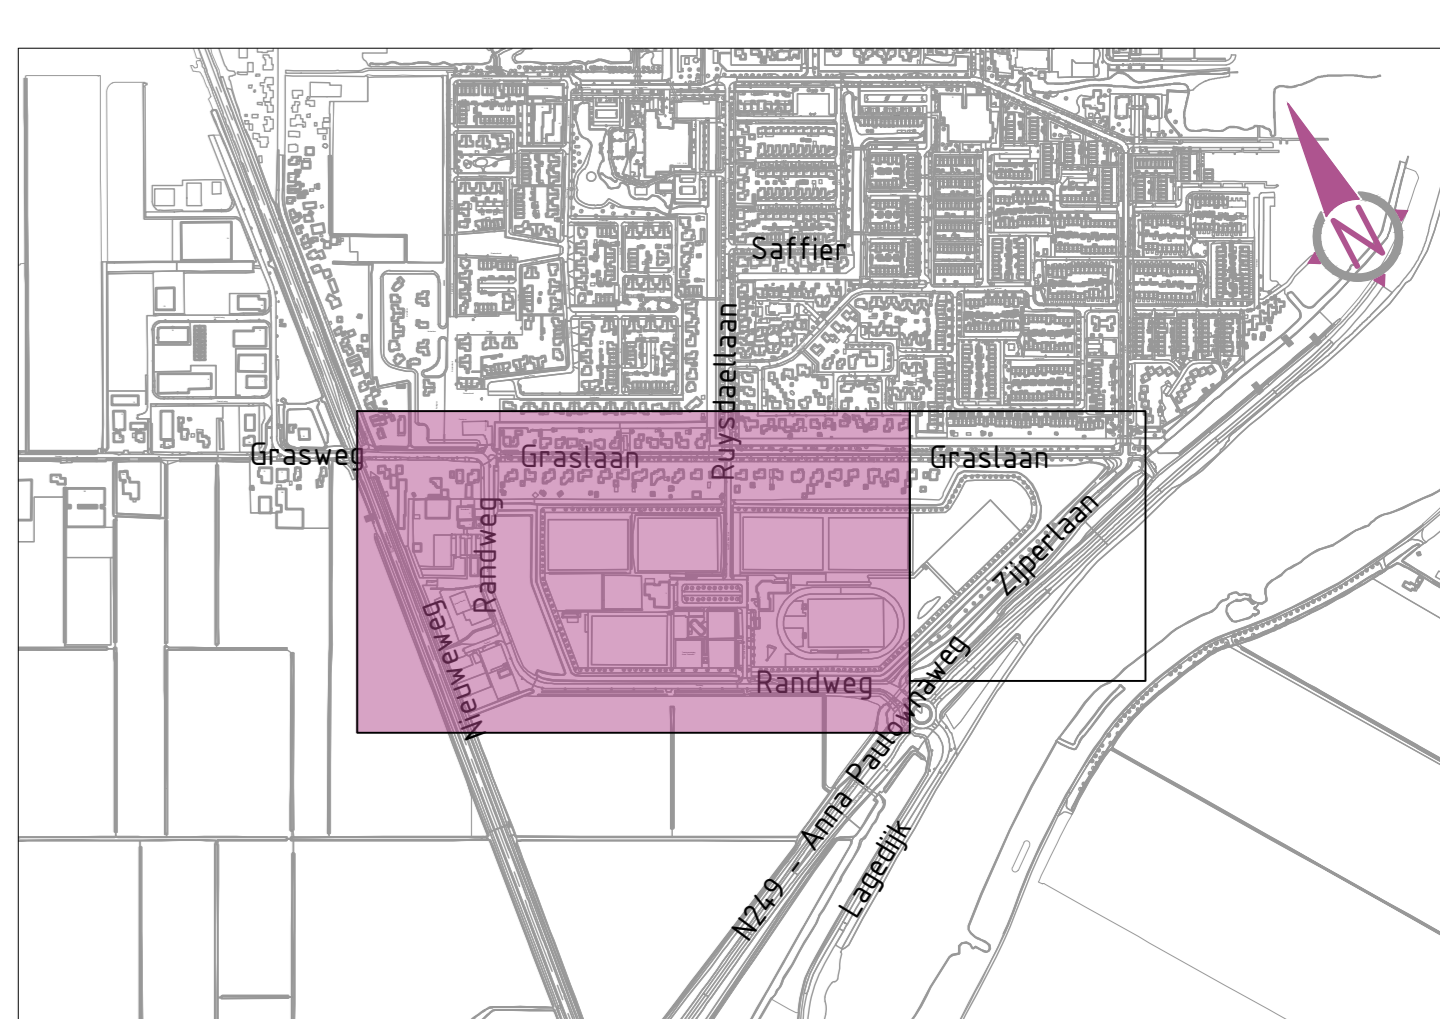 N
Saffier
Ruysdaellaan
Grasweg
Graslaan
Graslaan
Randweg
Zijperlaan
Nieuweweg
Randweg
N249 - Anna Paulownaweg
Lagedijk